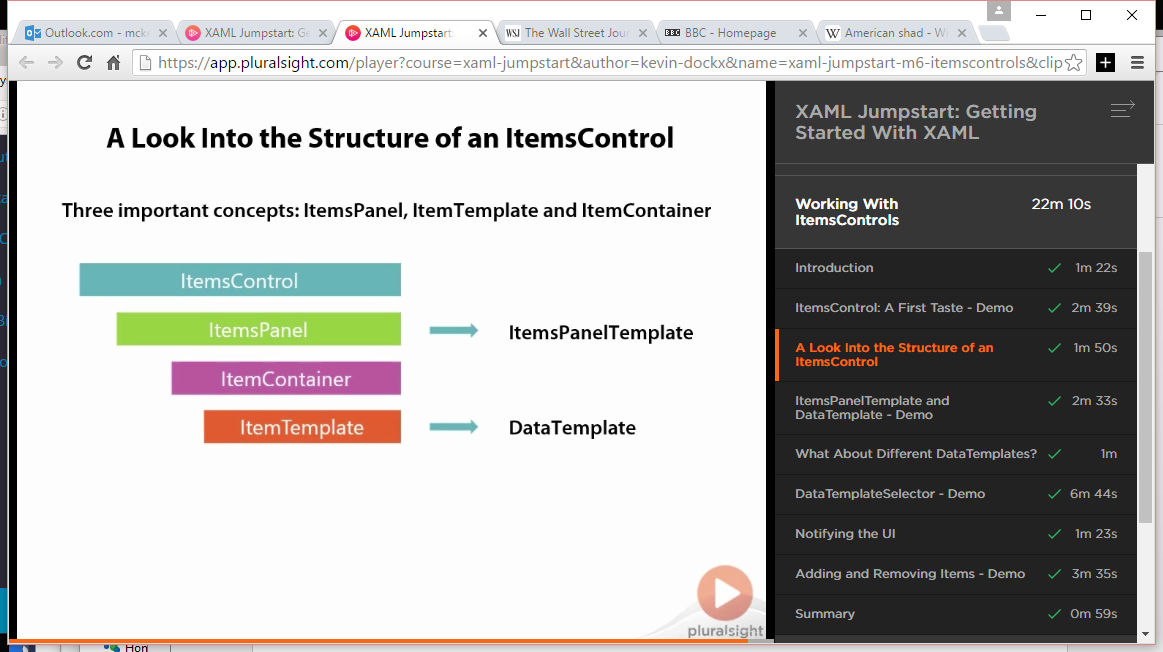 Outlook.com - mcke
XAML Jumpstart: Ge
XAML Jumpstart:
WSJ The Wall Street Jour
BBC BBC - Homepage
W American shad - Wi
https://app.pluralsight.com/player?course=xaml-jumpstart&author=kevin-dockx&name=xaml-jumpstart-m6-itemscontrols&clip
A Look Into the Structure of an ItemsControl
Three important concepts: ItemsPanel, ItemTemplate and ItemContainer
ItemsControl
ItemsPanel
ItemsPanelTemplate
ItemContainer
ItemTemplate
DataTemplate
pluralsight
XAML Jumpstart: Getting
Started With XAML
Working With
ItemsControls
22m 10s
Introduction 1m 22s
ItemsControl: A First Taste - Demo 2m 39s
A Look Into the Structure of an
ItemsControl
1m 50s
ItemsPanelTemplate and
DataTemplate - Demo
2m 33s
What About Different DataTemplates? 1m
DataTemplateSelector - Demo 6m 44s
Notifying the UI 1m 23s
Adding and Removing Items - Demo 3m 35s
Summary 0m 59s